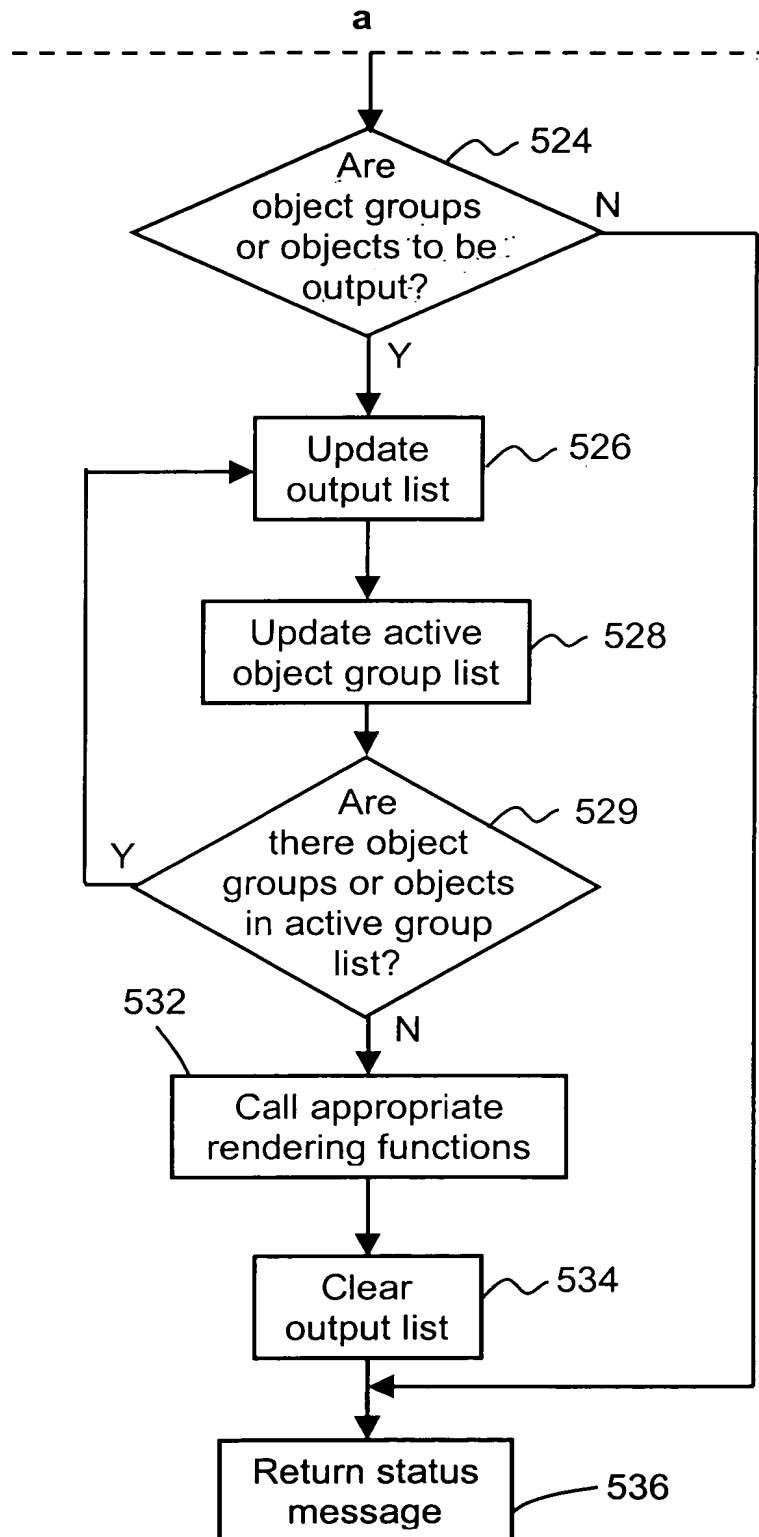 a
524
Are
object groups
or objects to be
output?
N
Y
Update
output list
526
Update active
object group list
528
Are
there object
groups or objects
in active group
list?
529
Y
532
N
Call appropriate
rendering functions
Clear
output list
534
Return status
message
536